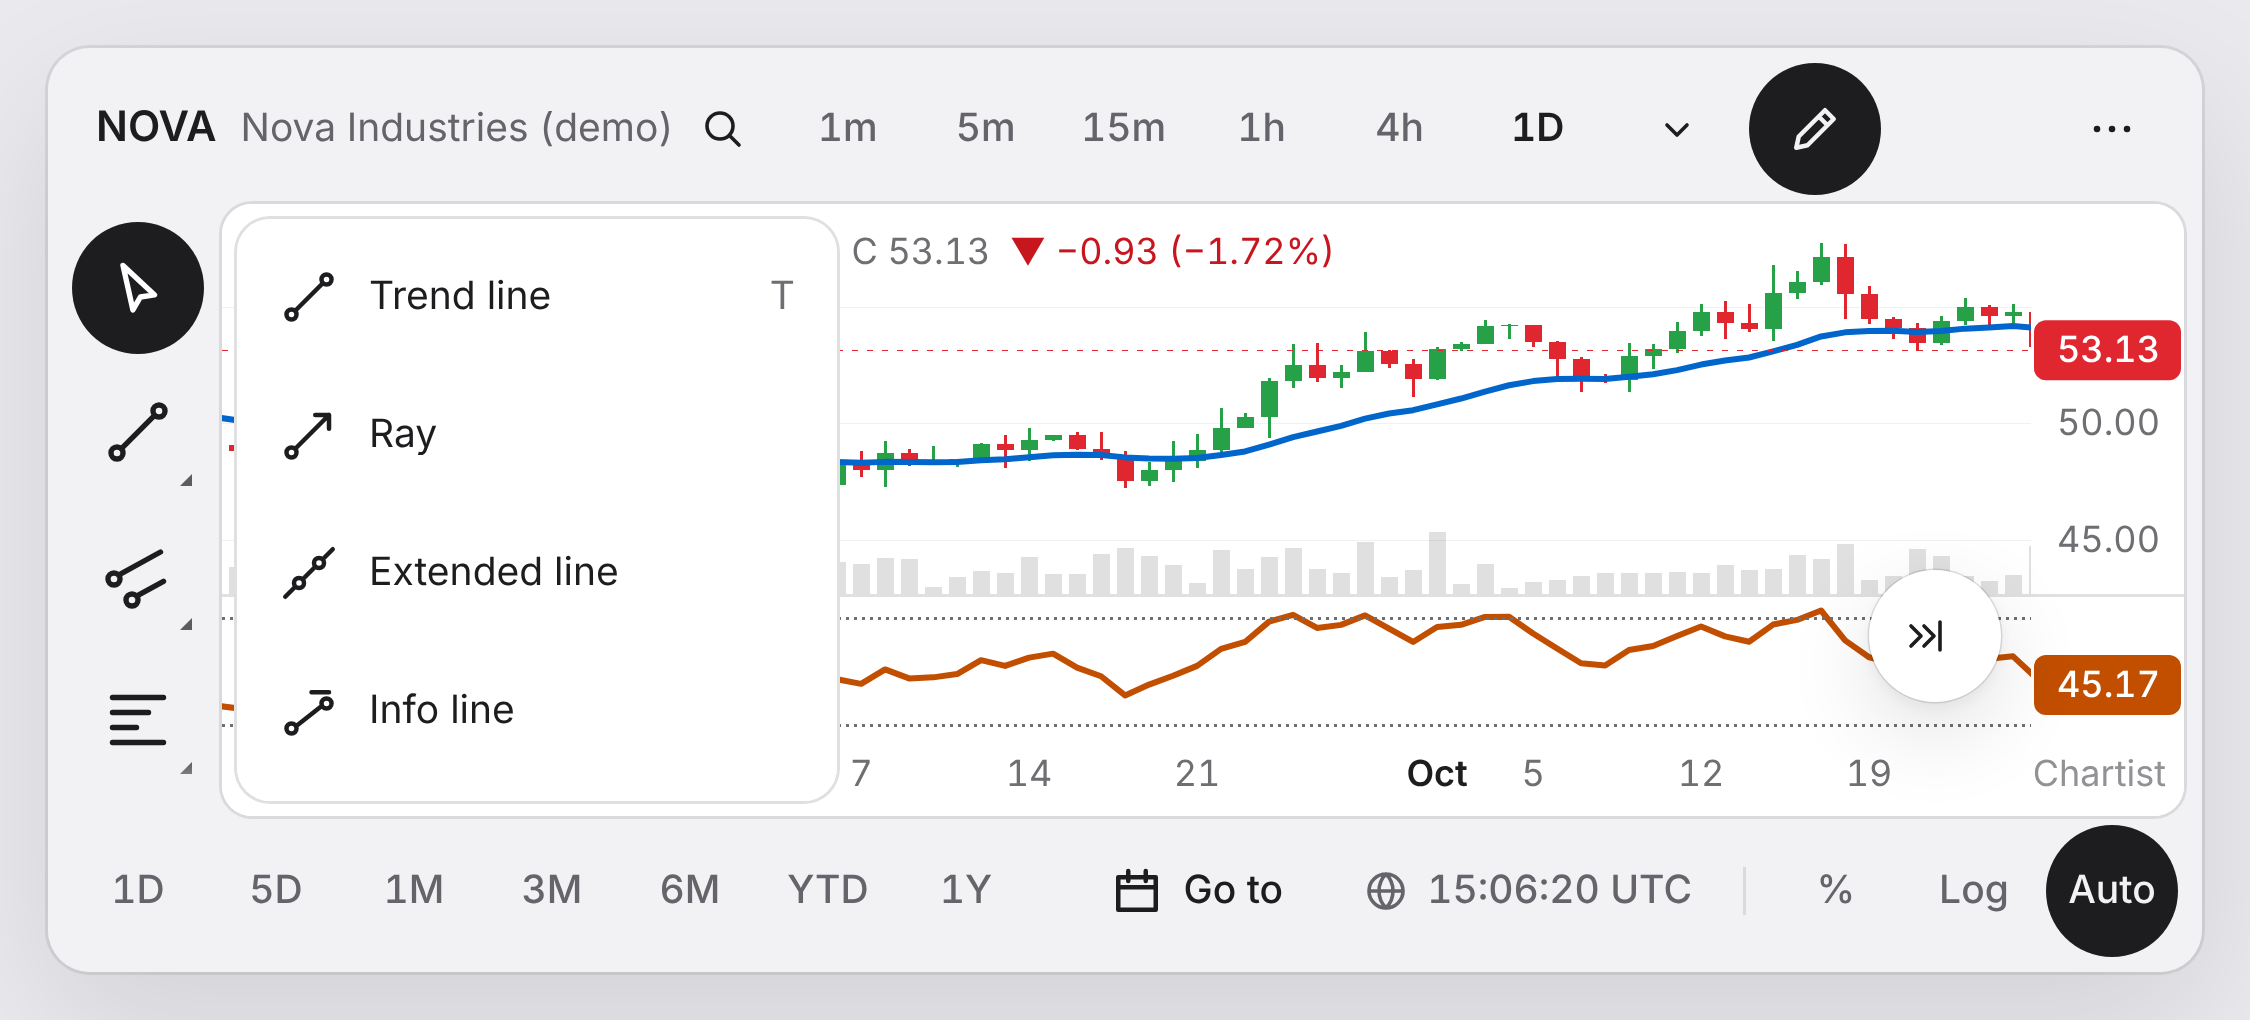 NOVA Nova Industries (demo) 1m 5m 15m 1h 4h 1D
C 53.13 ▼ −0.93 (−1.72%)
Trend line T
Ray
Extended line
Info line
53.13
50.00
45.00
45.17
7 14 21 Oct 5 12 19 Chartist
1D 5D 1M 3M 6M YTD 1Y Go to 15:06:20 UTC % Log Auto